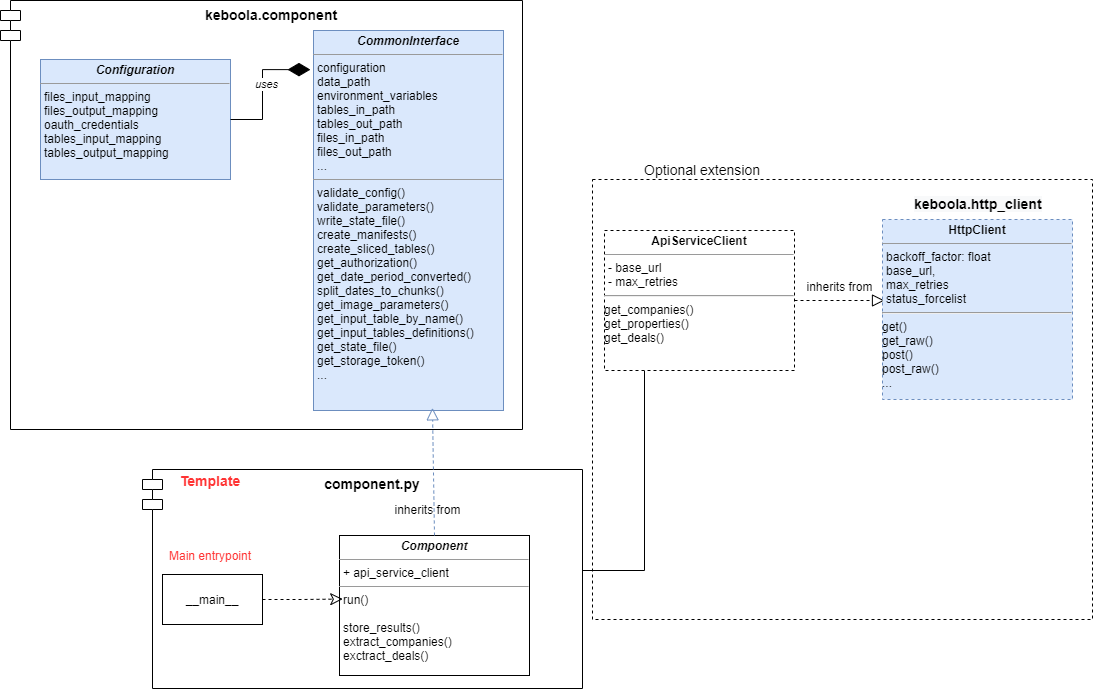 keboola.component
Configuration
files_input_mapping
files_output_mapping
oauth_credentials
tables_input_mapping
tables_output_mapping
uses
CommonInterface
configuration
data_path
environment_variables
tables_in_path
tables_out_path
files_in_path
files_out_path
...
validate_config()
validate_parameters()
write_state_file()
create_manifests()
create_sliced_tables()
get_authorization()
get_date_period_converted()
split_dates_to_chunks()
get_image_parameters()
get_input_table_by_name()
get_input_tables_definitions()
get_state_file()
get_storage_token()
...
Optional extension
keboola.http_client
ApiServiceClient
- base_url
- max_retries
get_companies()
get_properties()
get_deals()
inherits from
HttpClient
backoff_factor: float
base_url,
max_retries
status_forcelist
get()
get_raw()
post()
post_raw()
...
Template
component.py
inherits from
Main entrypoint
__main__
Component
+ api_service_client
run()
store_results()
extract_companies()
exctract_deals()